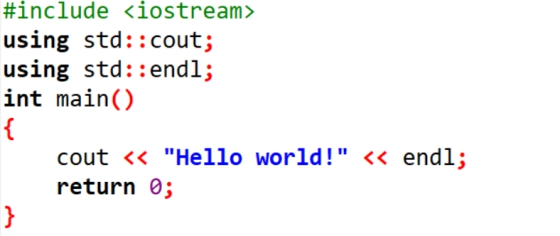 #include <iostream>
using std::cout;
using std::endl;
int main()
{
    cout << "Hello world!" << endl;
    return 0;
}